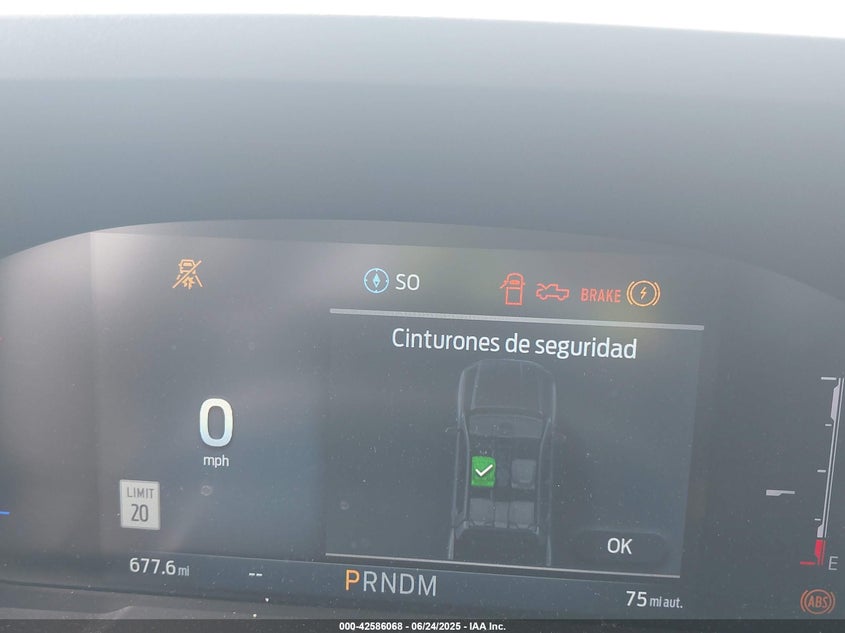 SO
BRAKE
Cinturones de seguridad
0
mph
LIMIT
20
OK
E
677.6 mi
--
PRNDM
75 mi aut.
ABS
000-42586068 - 06/24/2025 - IAA Inc.